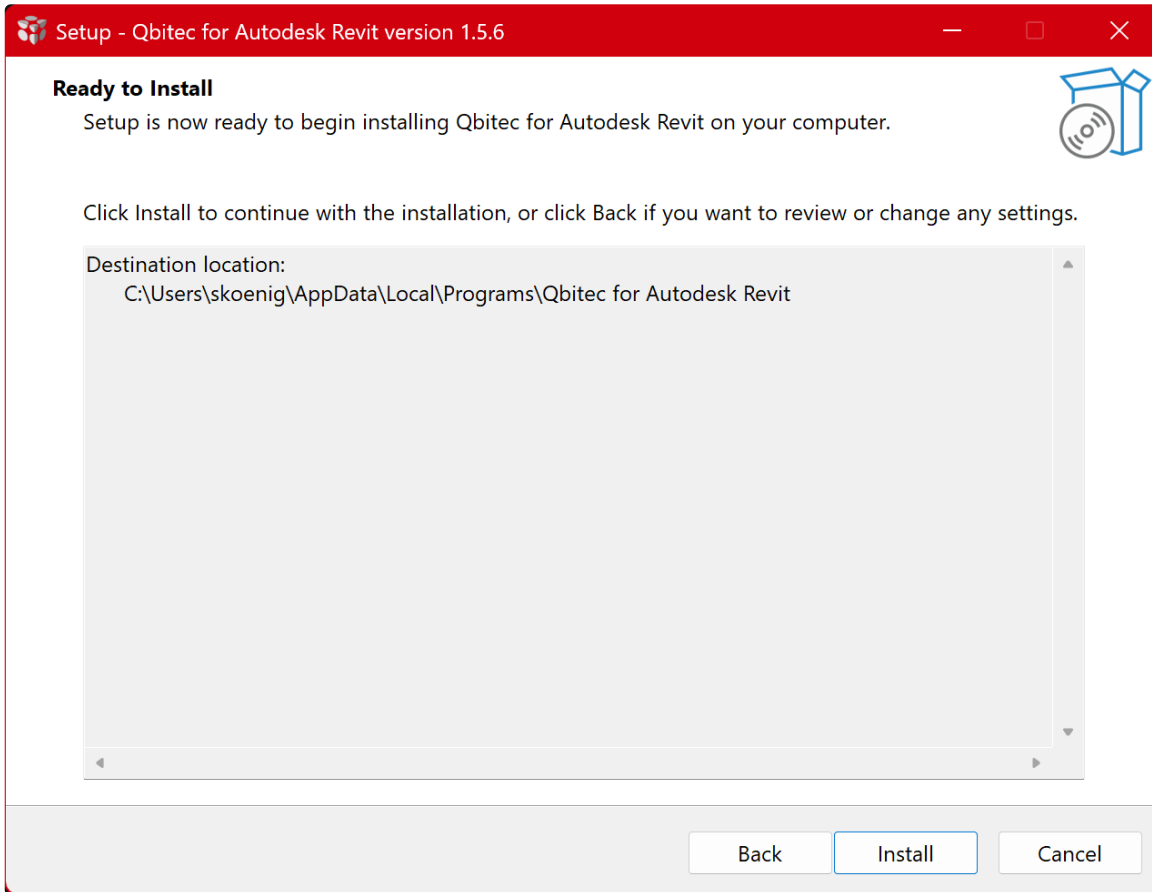 Setup - Qbitec for Autodesk Revit version 1.5.6
Ready to Install
Setup is now ready to begin installing Qbitec for Autodesk Revit on your computer.
Click Install to continue with the installation, or click Back if you want to review or change any settings.
Destination location:
C:\Users\skoenig\AppData\Local\Programs\Qbitec for Autodesk Revit
Back
Install
Cancel